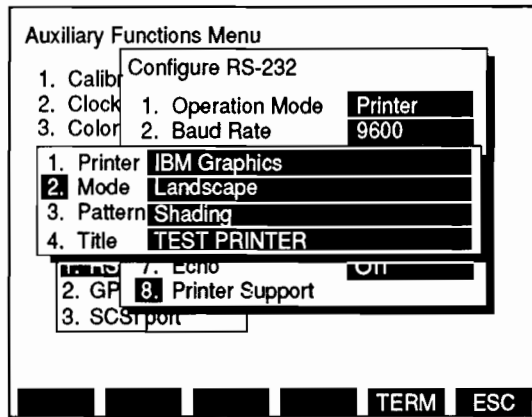 Auxiliary Functions Menu
Configure RS-232
1. Calibr
2. Clock
3. Color
1. Operation Mode Printer
2. Baud Rate 9600
1. Printer IBM Graphics
2. Mode Landscape
3. Pattern Shading
4. Title TEST PRINTER
7. Echo Off
8. Printer Support
1. RS
2. GP
3. SCSI port
TERM ESC